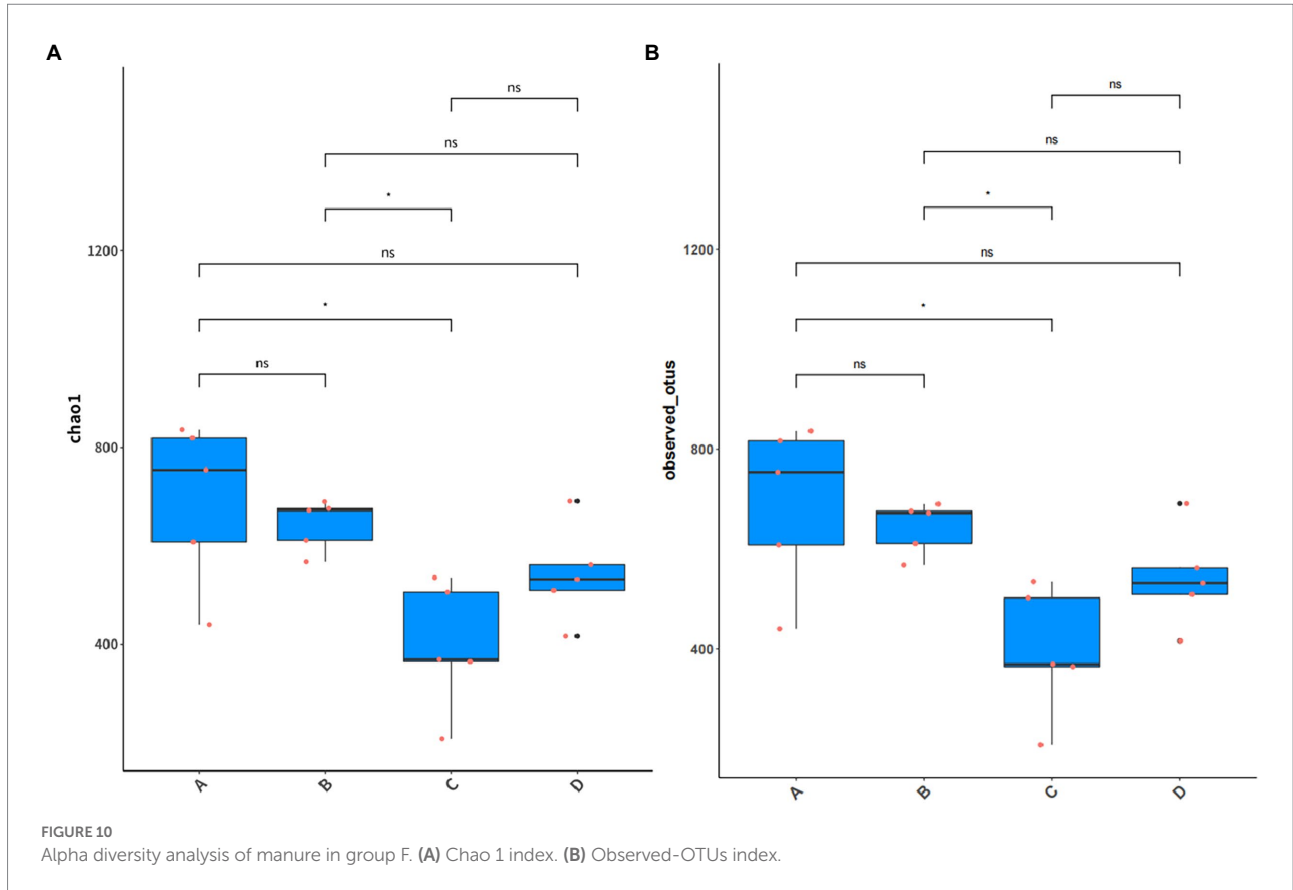 A
ns
ns
*
ns
*
ns
1200
800
400
chao1
A
B
C
D
B
ns
ns
*
ns
*
ns
1200
800
400
observed_otus
A
B
C
D
FIGURE 10
Alpha diversity analysis of manure in group F. (A) Chao 1 index. (B) Observed-OTUs index.